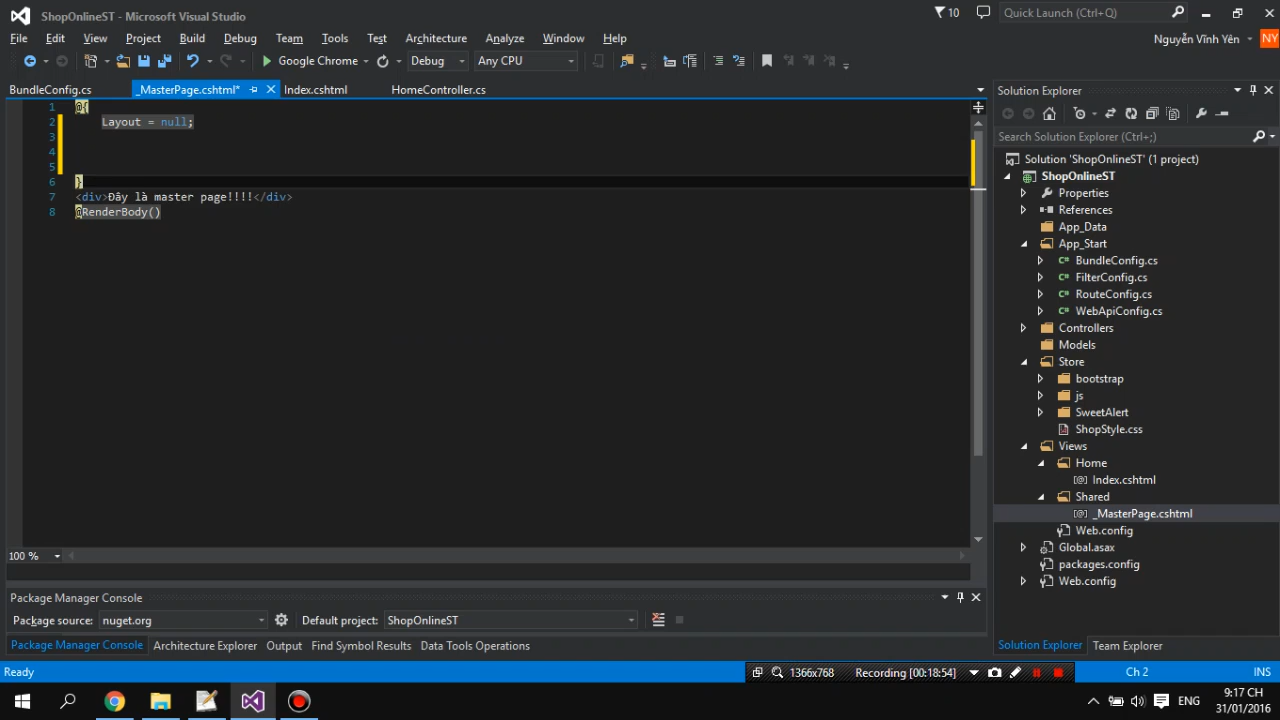 ShopOnlineST - Microsoft Visual Studio
10
Quick Launch (Ctrl+Q)
File Edit View Project Build Debug Team Tools Test Architecture Analyze Window Help
Nguyễn Vĩnh Yên
NY
Google Chrome
Debug
Any CPU
BundleConfig.cs
_MasterPage.cshtml*
Index.cshtml
HomeController.cs
1 @{
2 Layout = null;
3
4
5
6 }
7 <div>Đây là master page!!!!</div>
8 @RenderBody()
100 %
Solution Explorer
Search Solution Explorer (Ctrl+;)
Solution 'ShopOnlineST' (1 project)
ShopOnlineST
Properties
References
App_Data
App_Start
BundleConfig.cs
FilterConfig.cs
RouteConfig.cs
WebApiConfig.cs
Controllers
Models
Store
bootstrap
js
SweetAlert
ShopStyle.css
Views
Home
Index.cshtml
Shared
_MasterPage.cshtml
Web.config
Global.asax
packages.config
Web.config
Package Manager Console
Package source: nuget.org
Default project: ShopOnlineST
Package Manager Console Architecture Explorer Output Find Symbol Results Data Tools Operations
Solution Explorer Team Explorer
Ready
1366x768
Recording [00:18:54]
Ch 2
INS
ENG
9:17 CH
31/01/2016